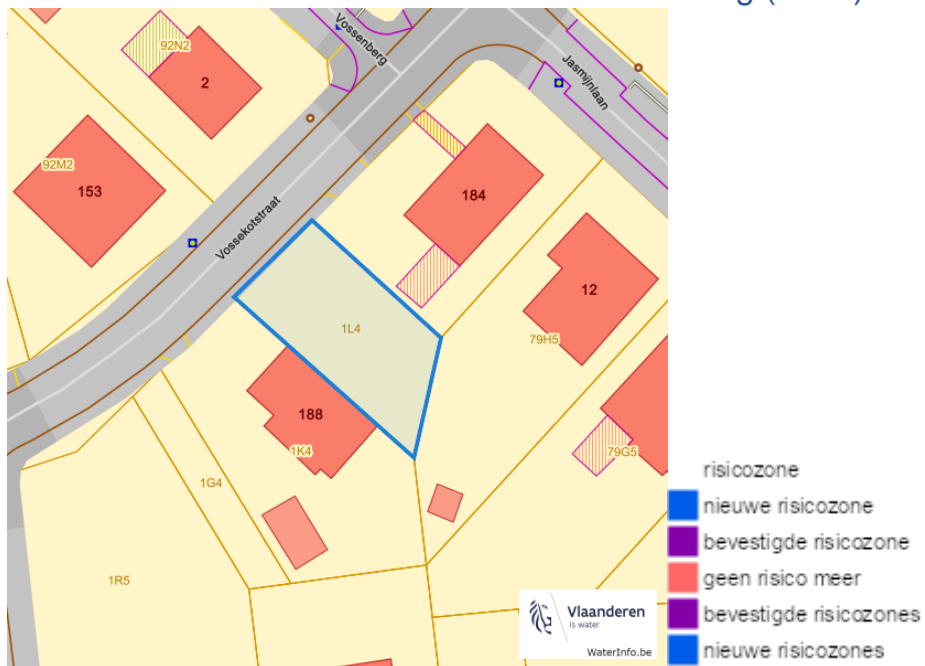 Vossenberg
92N2
2
Jasmijnlaan
92M2
153
184
Vossekotstraat
12
1L4
79H5
188
1K4
79G5
1G4
1R5
Vlaanderen
is water
WaterInfo.be
risicozone
nieuwe risicozone
bevestigde risicozone
geen risico meer
bevestigde risicozones
nieuwe risicozones